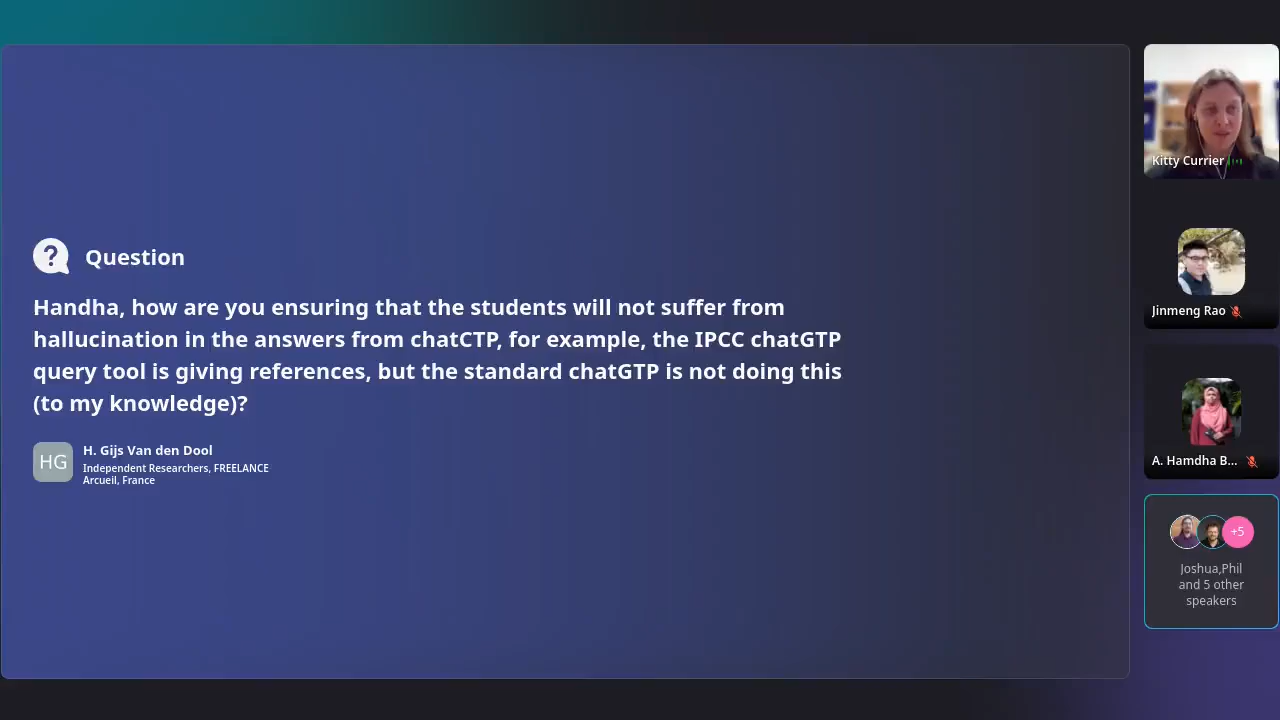 Question
Handha, how are you ensuring that the students will not suffer from
hallucination in the answers from chatCTP, for example, the IPCC chatGTP
query tool is giving references, but the standard chatGTP is not doing this
(to my knowledge)?
HG
H. Gijs Van den Dool
Independent Researchers, FREELANCE
Arcueil, France
Kitty Currier
Jinmeng Rao
A. Hamdha B...
+5
Joshua,Phil
and 5 other
speakers